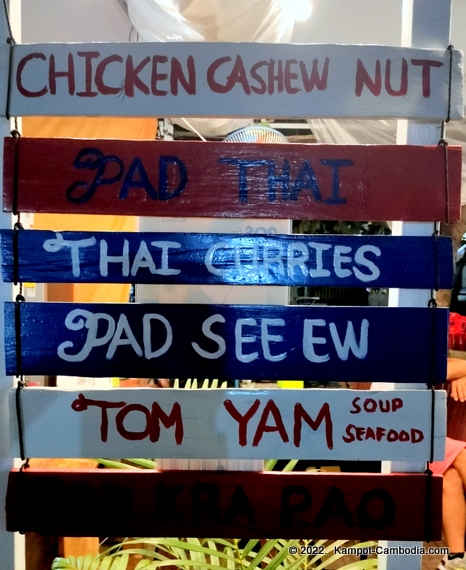 CHICKEN CASHEW NUT
PAD THAI
THAI CURRIES
PAD SEE EW
TOM YAM SOUP SEAFOOD
KRA PAO
© 2022. Kampot-Cambodia.com